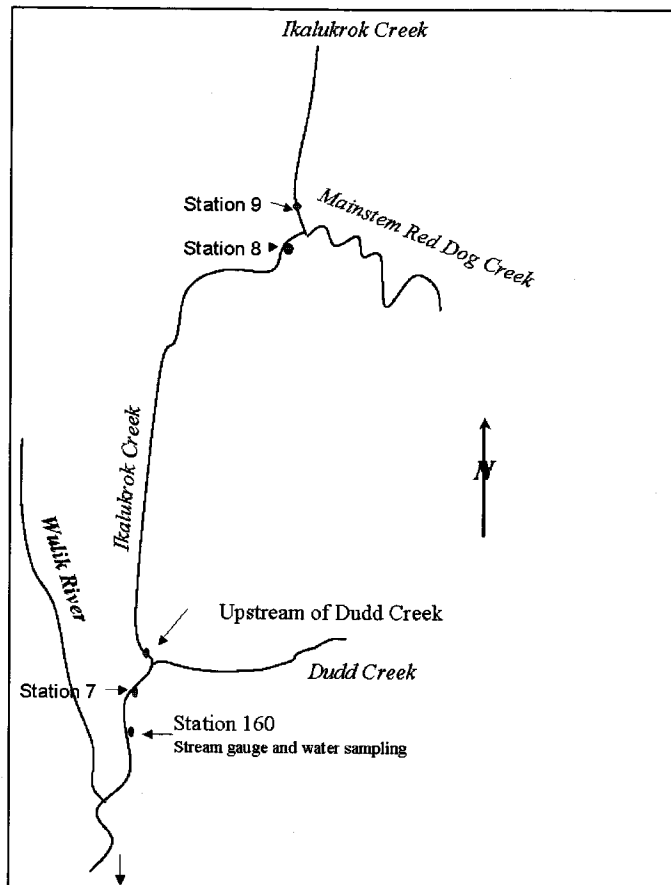 Ikalukrok Creek
Station 9
Mainstem Red Dog Creek
Station 8
Ikalukrok Creek
N
Wulik River
Upstream of Dudd Creek
Dudd Creek
Station 7
Station 160
Stream gauge and water sampling